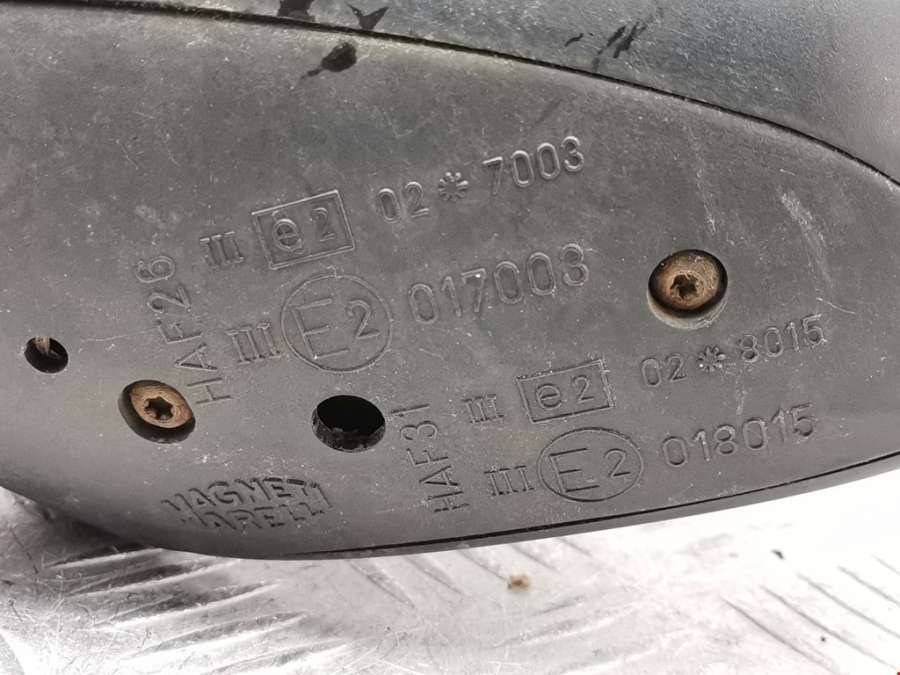 HAF26
III e2 02*7003
III E2 017003
HAF31
III e2 02*8015
III E2 018015
MAGNETI
MARELLI